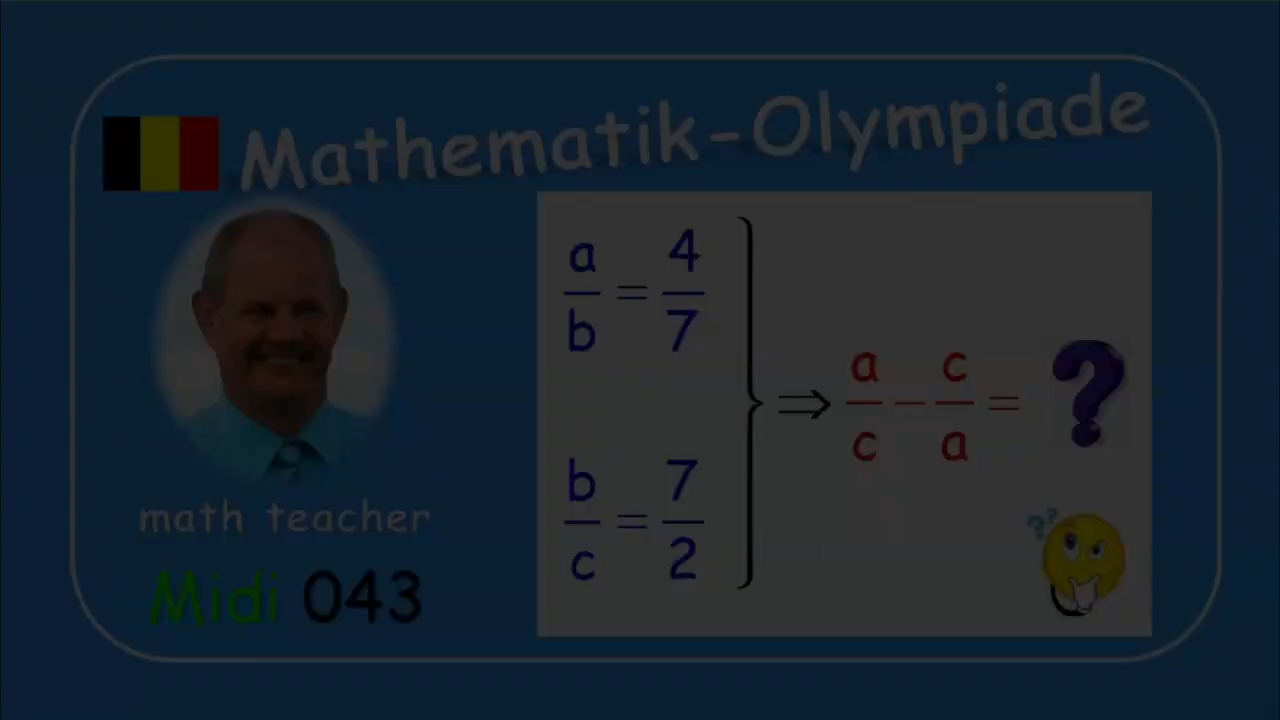 Mathematik-Olympiade
a/b = 4/7
b/c = 7/2
⇒ a/c - c/a = ?
??
math teacher
Midi 043